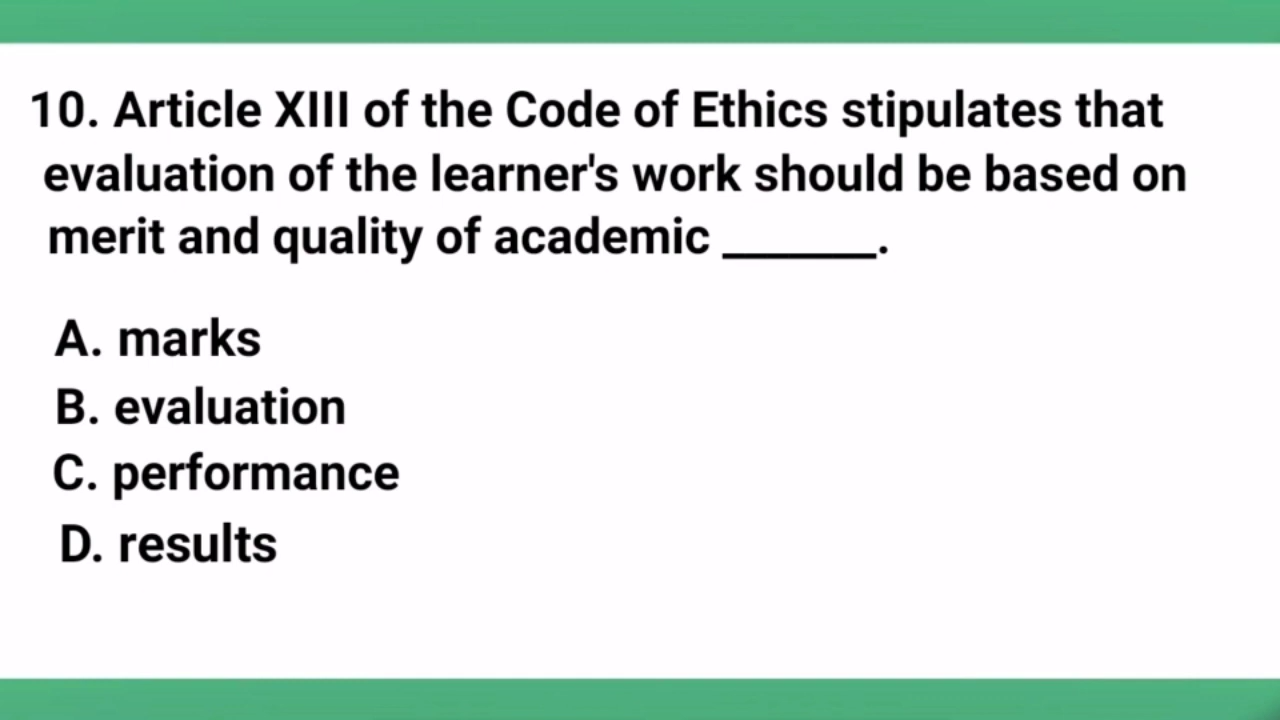 10. Article XIII of the Code of Ethics stipulates that
evaluation of the learner's work should be based on
merit and quality of academic ______.
A. marks
B. evaluation
C. performance
D. results